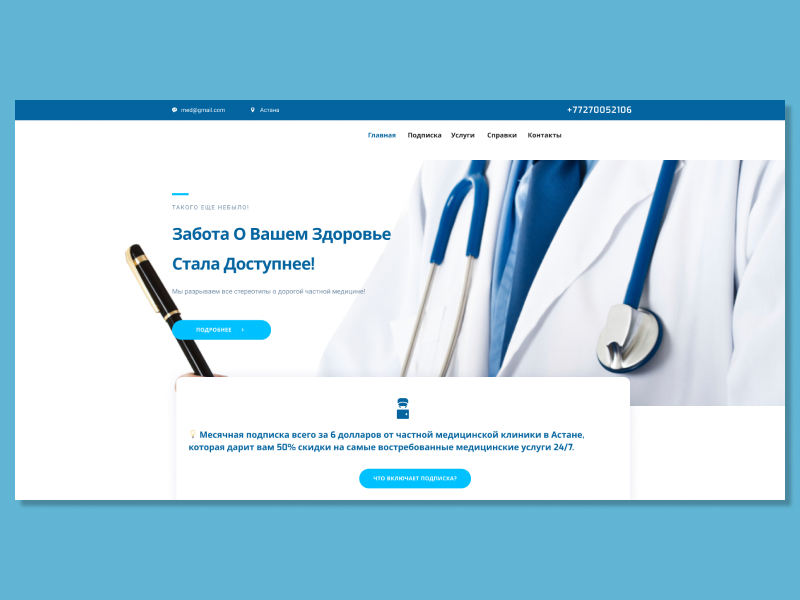 med@gmail.com Астана +77270052106
Главная Подписка Услуги Справки Контакты
ТАКОГО ЕЩЕ НЕБЫЛО!
Забота О Вашем Здоровье
Стала Доступнее!
Мы разрываем все стереотипы о дорогой частной медицине!
ПОДРОБНЕЕ
Месячная подписка всего за 6 долларов от частной медицинской клиники в Астане,
которая дарит вам 50% скидки на самые востребованные медицинские услуги 24/7.
ЧТО ВКЛЮЧАЕТ ПОДПИСКА?